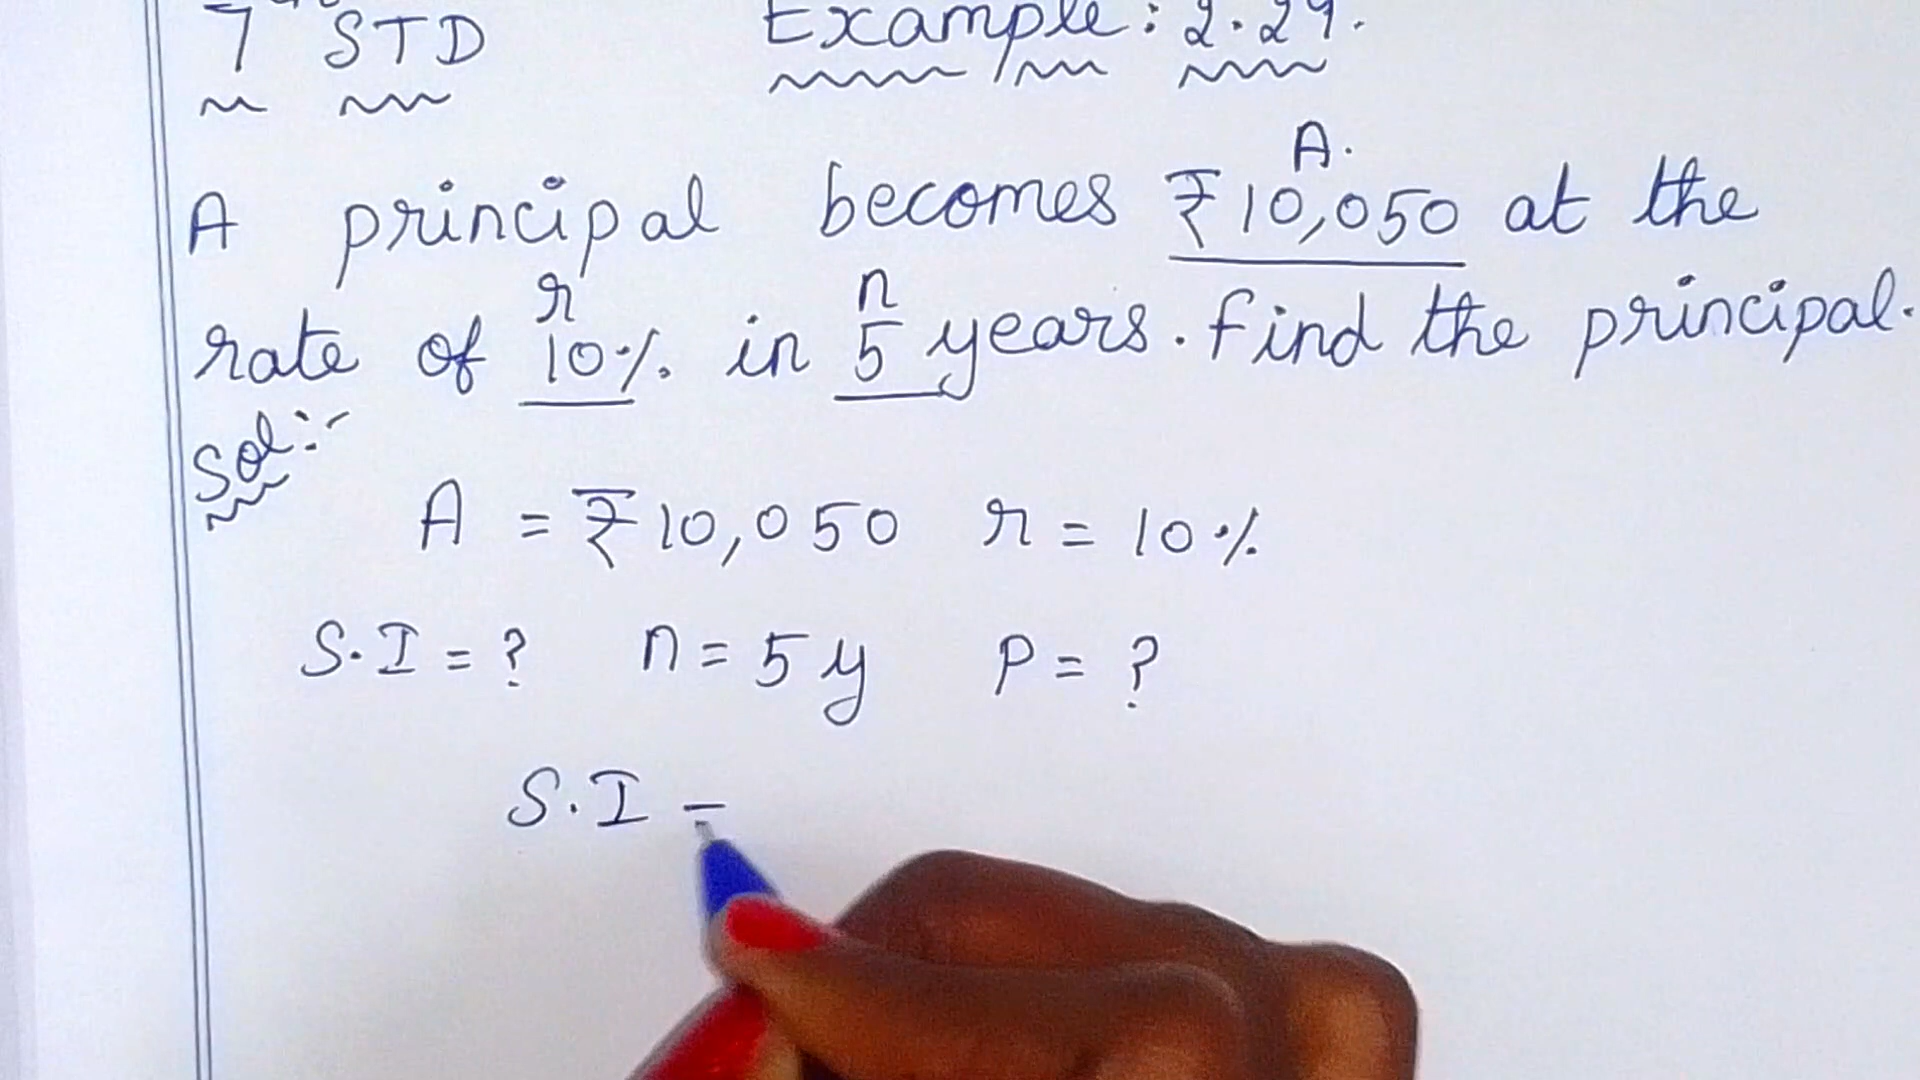 7th STD Example: 2.29.
A.
A principal becomes ₹10,050 at the
r n
rate of 10% in 5 years. find the principal.
Sol:-
A = ₹10,050 r = 10%
S.I = ? n = 5y P = ?
S.I =